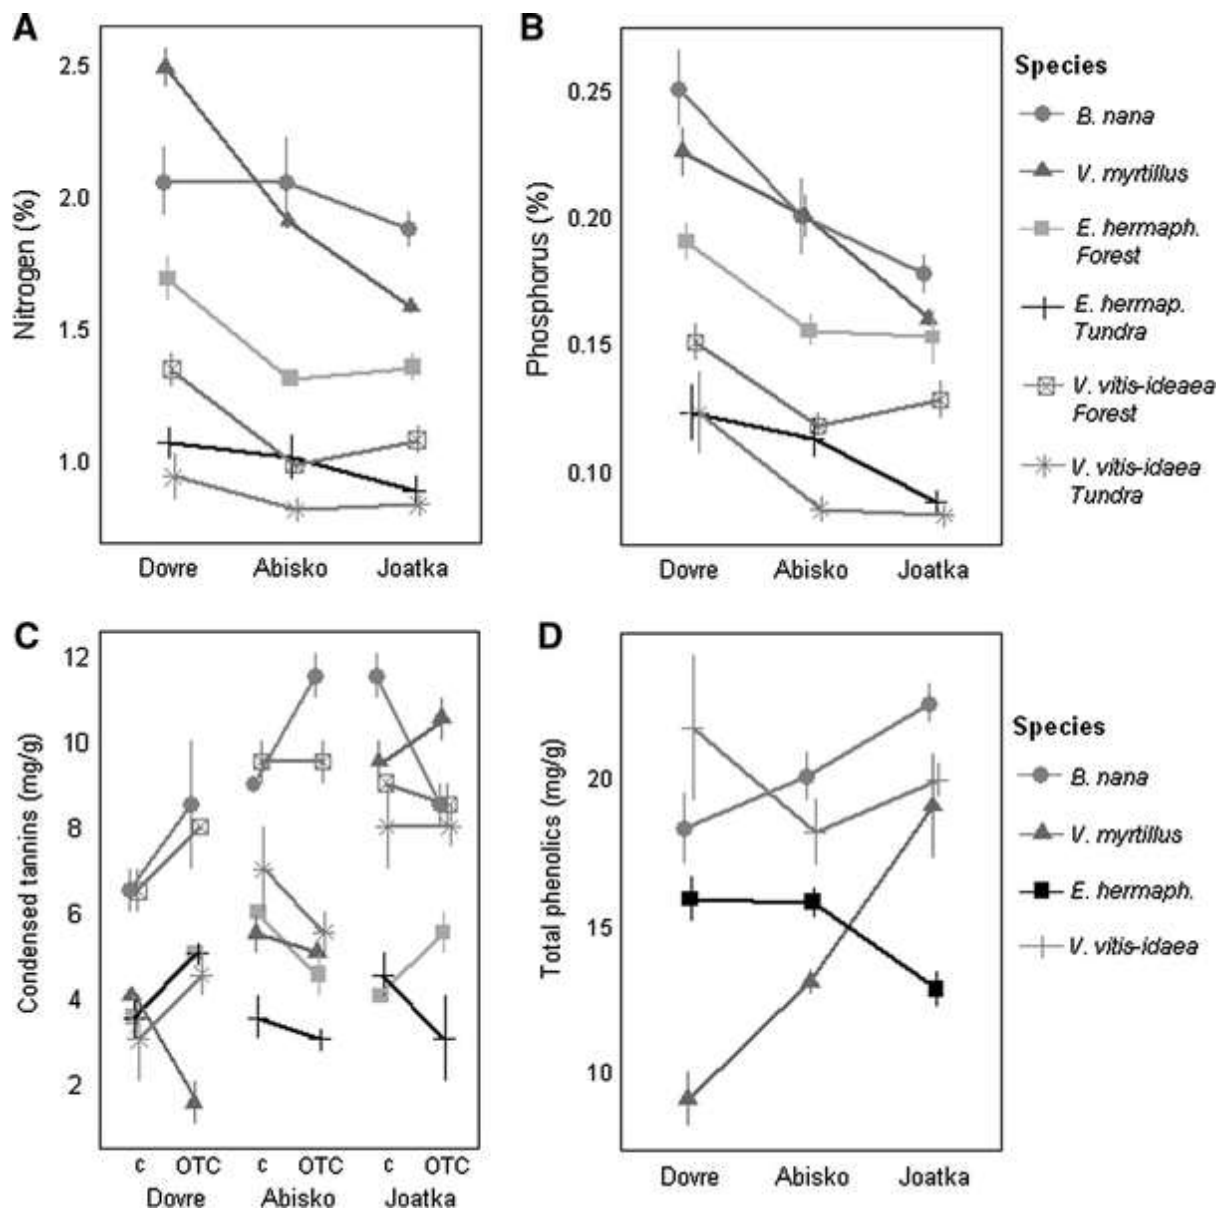 A
Nitrogen (%)
2.5
2.0
1.5
1.0
Dovre Abisko Joatka
B
Phosphorus (%)
0.25
0.20
0.15
0.10
Dovre Abisko Joatka
Species
B. nana
V. myrtillus
E. hermaph.
Forest
E. hermap.
Tundra
V. vitis-ideaea
Forest
V. vitis-idaea
Tundra
C
Condensed tannins (mg/g)
12
10
8
6
4
2
c OTC c OTC c OTC
Dovre Abisko Joatka
D
Total phenolics (mg/g)
20
15
10
Dovre Abisko Joatka
Species
B. nana
V. myrtillus
E. hermaph.
V. vitis-idaea